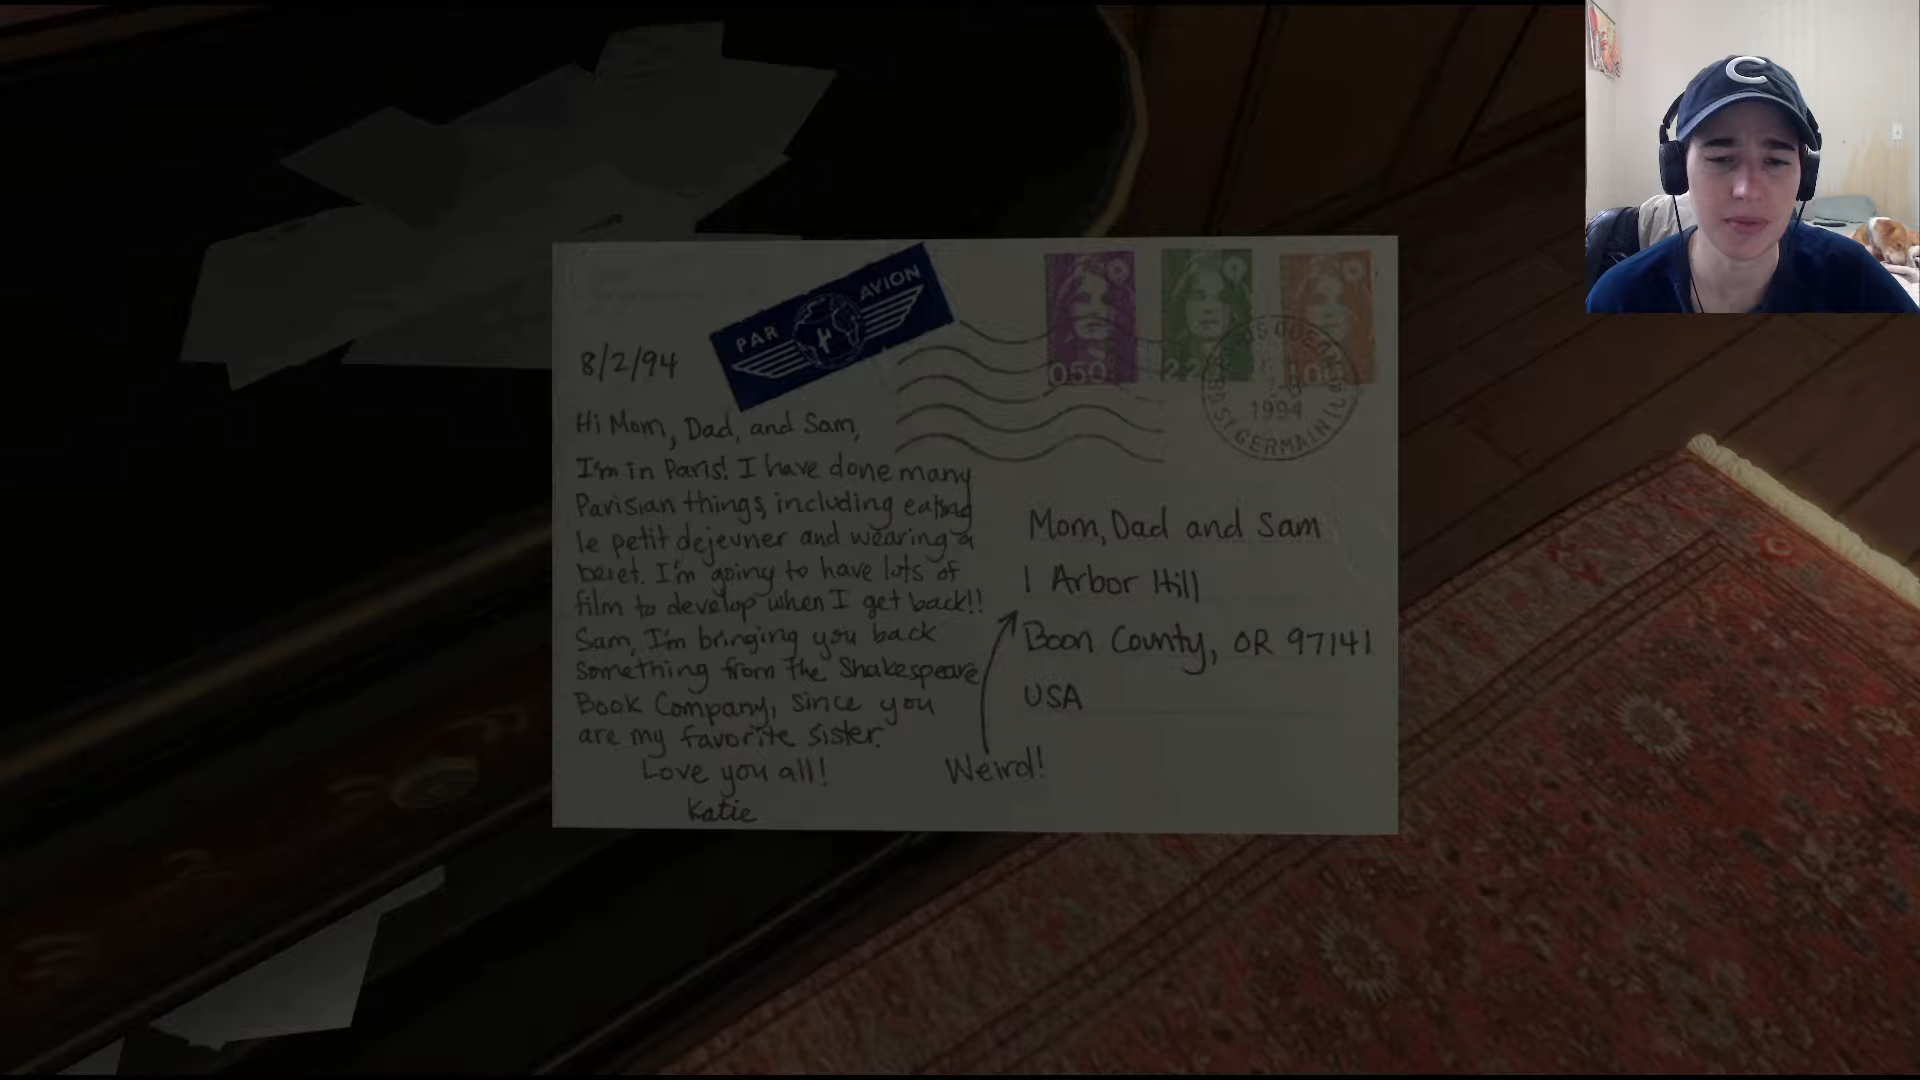 C
PAR AVION
8/2/94
050
1994
ST GERMAIN
Hi Mom, Dad, and Sam,
I'm in Paris! I have done many
Parisian things, including eating
le petit dejeuner and wearing a
beret. I'm going to have lots of
film to develop when I get back!!
Sam, I'm bringing you back
something from the Shakespeare
Book Company, since you
are my favorite sister.
Love you all!
Katie
Mom, Dad and Sam
1 Arbor Hill
Boon County, OR 97141
USA
Weird!